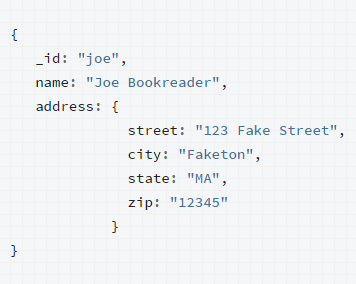 {
   _id: "joe",
   name: "Joe Bookreader",
   address: {
              street: "123 Fake Street",
              city: "Faketon",
              state: "MA",
              zip: "12345"
            }
}